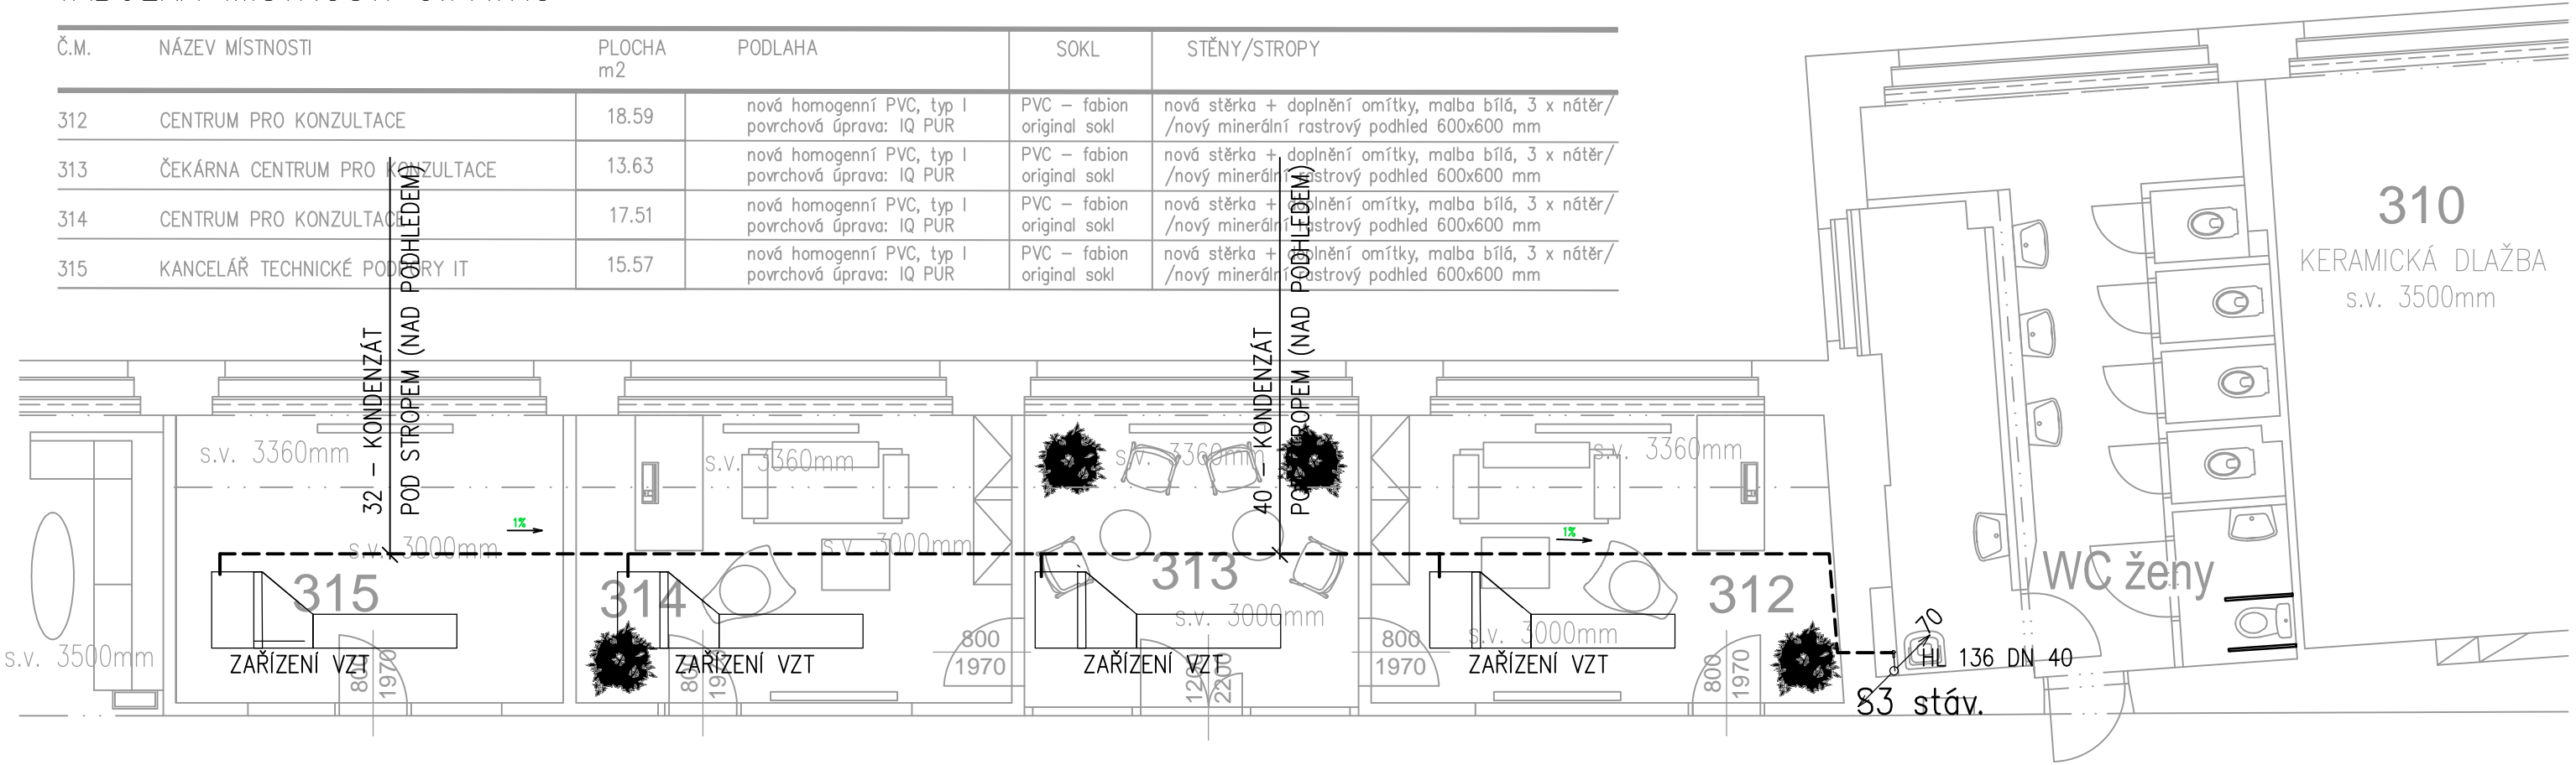 Č.M. NÁZEV MÍSTNOSTI PLOCHA m2 PODLAHA SOKL STĚNY/STROPY
312 CENTRUM PRO KONZULTACE 18.59 nová homogenní PVC, typ I PVC – fabion nová stěrka + doplnění omítky, malba bílá, 3 x nátěr/
povrchová úprava: IQ PUR original sokl /nový minerální rastrový podhled 600x600 mm
313 ČEKÁRNA CENTRUM PRO KONZULTACE 13.63 nová homogenní PVC, typ I PVC – fabion nová stěrka + doplnění omítky, malba bílá, 3 x nátěr/
povrchová úprava: IQ PUR original sokl /nový minerální rastrový podhled 600x600 mm
314 CENTRUM PRO KONZULTACE 17.51 nová homogenní PVC, typ I PVC – fabion nová stěrka + doplnění omítky, malba bílá, 3 x nátěr/
povrchová úprava: IQ PUR original sokl /nový minerální rastrový podhled 600x600 mm
315 KANCELÁŘ TECHNICKÉ PODPORY IT 15.57 nová homogenní PVC, typ I PVC – fabion nová stěrka + doplnění omítky, malba bílá, 3 x nátěr/
povrchová úprava: IQ PUR original sokl /nový minerální rastrový podhled 600x600 mm
310
KERAMICKÁ DLAŽBA
s.v. 3500mm
32 – KONDENZÁT
POD STROPEM (NAD PODHLEDEM)
40 – KONDENZÁT
POD STROPEM (NAD PODHLEDEM)
s.v. 3360mm
s.v. 3360mm
s.v. 3360mm
s.v. 3360mm
1%
1%
s.v. 3000mm
s.v. 3000mm
315
314
313
312
WC ženy
s.v. 3000mm
s.v. 3000mm
s.v. 3500mm
ZAŘÍZENÍ VZT
ZAŘÍZENÍ VZT
ZAŘÍZENÍ VZT
ZAŘÍZENÍ VZT
800
1970
800
1970
800
1970
1200
2200
800
1970
800
1970
70
HL 136 DN 40
S3 stáv.